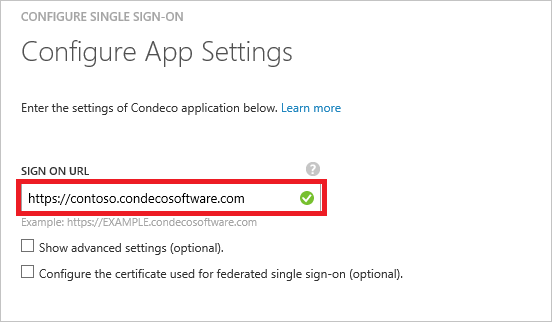 CONFIGURE SINGLE SIGN-ON
Configure App Settings
Enter the settings of Condeco application below. Learn more
SIGN ON URL
?
https://contoso.condecosoftware.com
Example: https://EXAMPLE.condecosoftware.com
Show advanced settings (optional).
Configure the certificate used for federated single sign-on (optional).